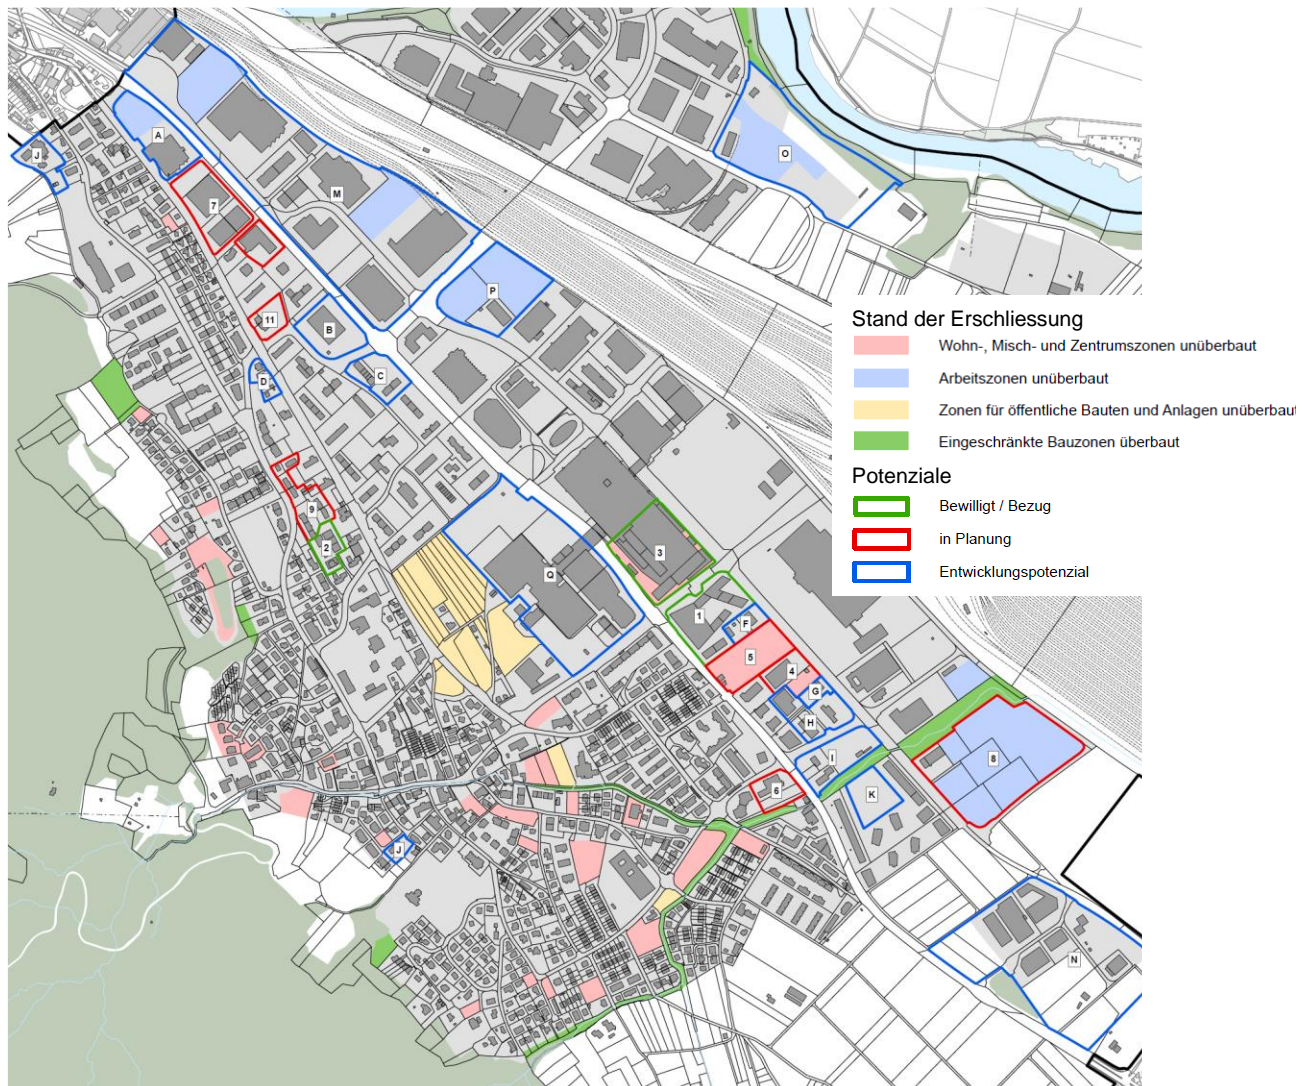 A
J
7
M
O
P
11
B
C
D
9
2
Q
3
1
F
5
4
G
H
I
8
6
K
J
N
Stand der Erschliessung
Wohn-, Misch- und Zentrumszonen unüberbaut
Arbeitszonen unüberbaut
Zonen für öffentliche Bauten und Anlagen unüberbaut
Eingeschränkte Bauzonen überbaut
Potenziale
Bewilligt / Bezug
in Planung
Entwicklungspotenzial